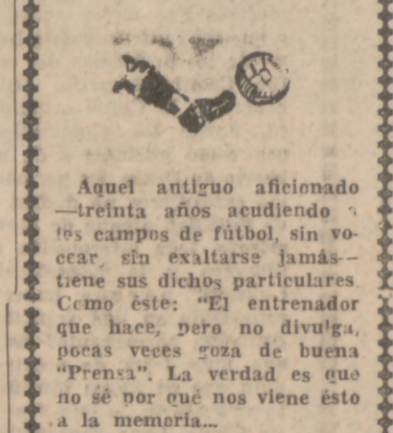 Aquel antiguo aficionado
—treinta años acudiendo a
los campos de fútbol, sin vo-
cear, sin exaltarse jamás—
tiene sus dichos particulares.
Como éste: "El entrenador
que hace, pero no divulga,
pocas veces goza de buena
"Prensa". La verdad es que
no sé por qué nos viene ésto
a la memoria...